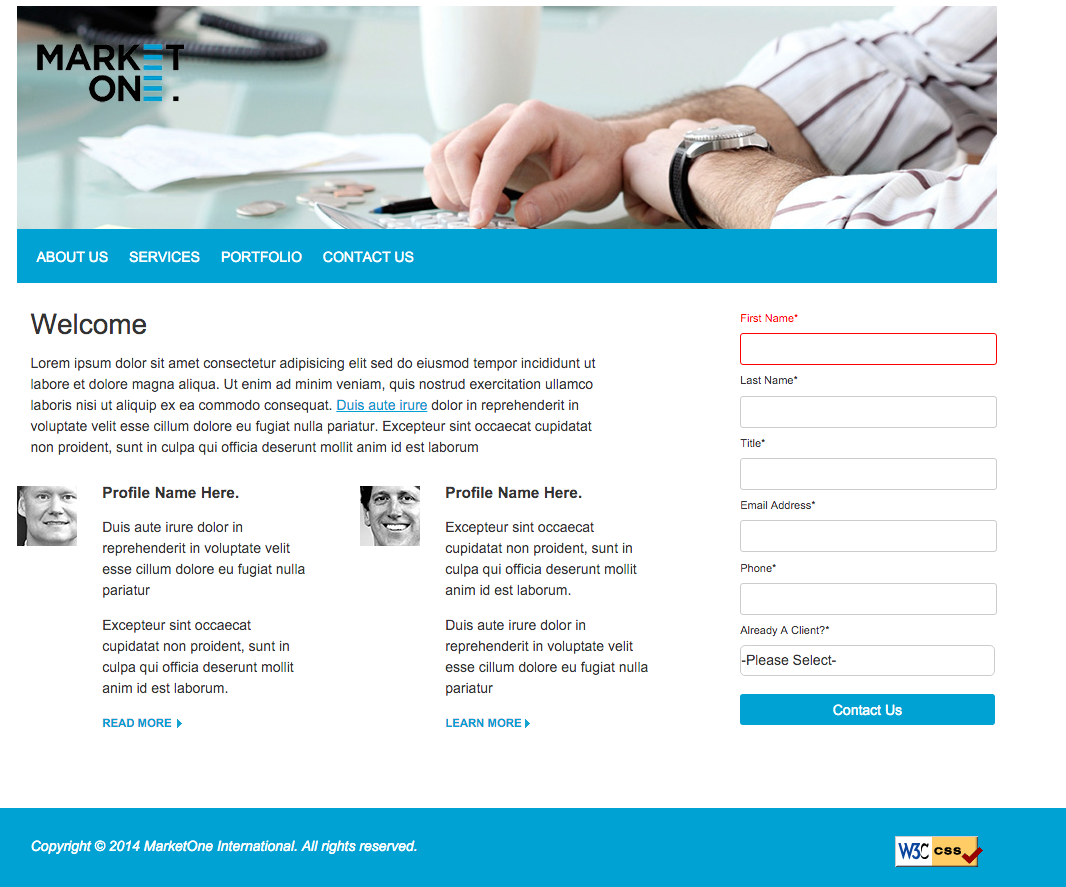 MARKET
ONE.
ABOUT US SERVICES PORTFOLIO CONTACT US
Welcome
Lorem ipsum dolor sit amet consectetur adipisicing elit sed do eiusmod tempor incididunt ut
labore et dolore magna aliqua. Ut enim ad minim veniam, quis nostrud exercitation ullamco
laboris nisi ut aliquip ex ea commodo consequat. Duis aute irure dolor in reprehenderit in
voluptate velit esse cillum dolore eu fugiat nulla pariatur. Excepteur sint occaecat cupidatat
non proident, sunt in culpa qui officia deserunt mollit anim id est laborum
Profile Name Here.
Duis aute irure dolor in
reprehenderit in voluptate velit
esse cillum dolore eu fugiat nulla
pariatur
Excepteur sint occaecat
cupidatat non proident, sunt in
culpa qui officia deserunt mollit
anim id est laborum.
READ MORE
Profile Name Here.
Excepteur sint occaecat
cupidatat non proident, sunt in
culpa qui officia deserunt mollit
anim id est laborum.
Duis aute irure dolor in
reprehenderit in voluptate velit
esse cillum dolore eu fugiat nulla
pariatur
LEARN MORE
First Name*
Last Name*
Title*
Email Address*
Phone*
Already A Client?*
-Please Select-
Contact Us
Copyright © 2014 MarketOne International. All rights reserved.
W3C css